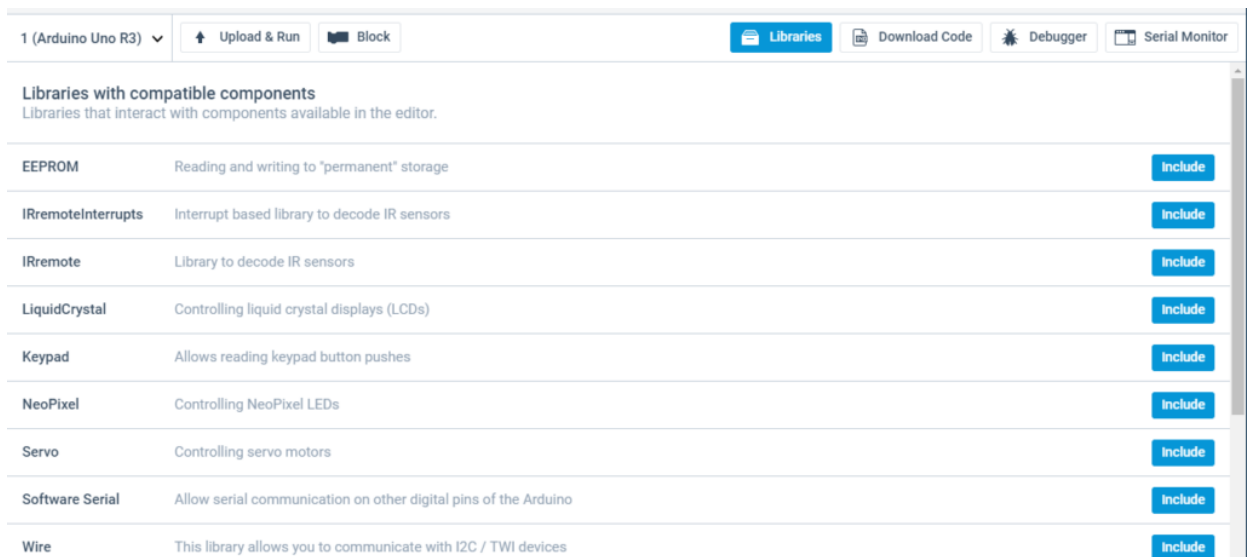 1 (Arduino Uno R3) Upload & Run Block Libraries Download Code Debugger Serial Monitor
Libraries with compatible components
Libraries that interact with components available in the editor.
EEPROM Reading and writing to "permanent" storage Include
IRremoteInterrupts Interrupt based library to decode IR sensors Include
IRremote Library to decode IR sensors Include
LiquidCrystal Controlling liquid crystal displays (LCDs) Include
Keypad Allows reading keypad button pushes Include
NeoPixel Controlling NeoPixel LEDs Include
Servo Controlling servo motors Include
Software Serial Allow serial communication on other digital pins of the Arduino Include
Wire This library allows you to communicate with I2C / TWI devices Include